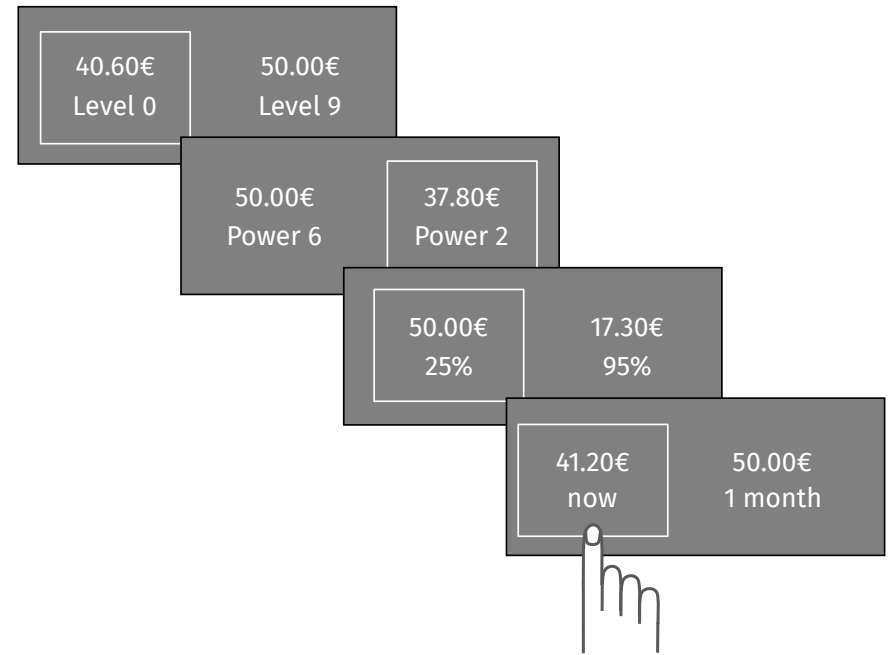 40.60€ 50.00€
Level 0 Level 9
50.00€ 37.80€
Power 6 Power 2
50.00€ 17.30€
25% 95%
41.20€ 50.00€
now 1 month